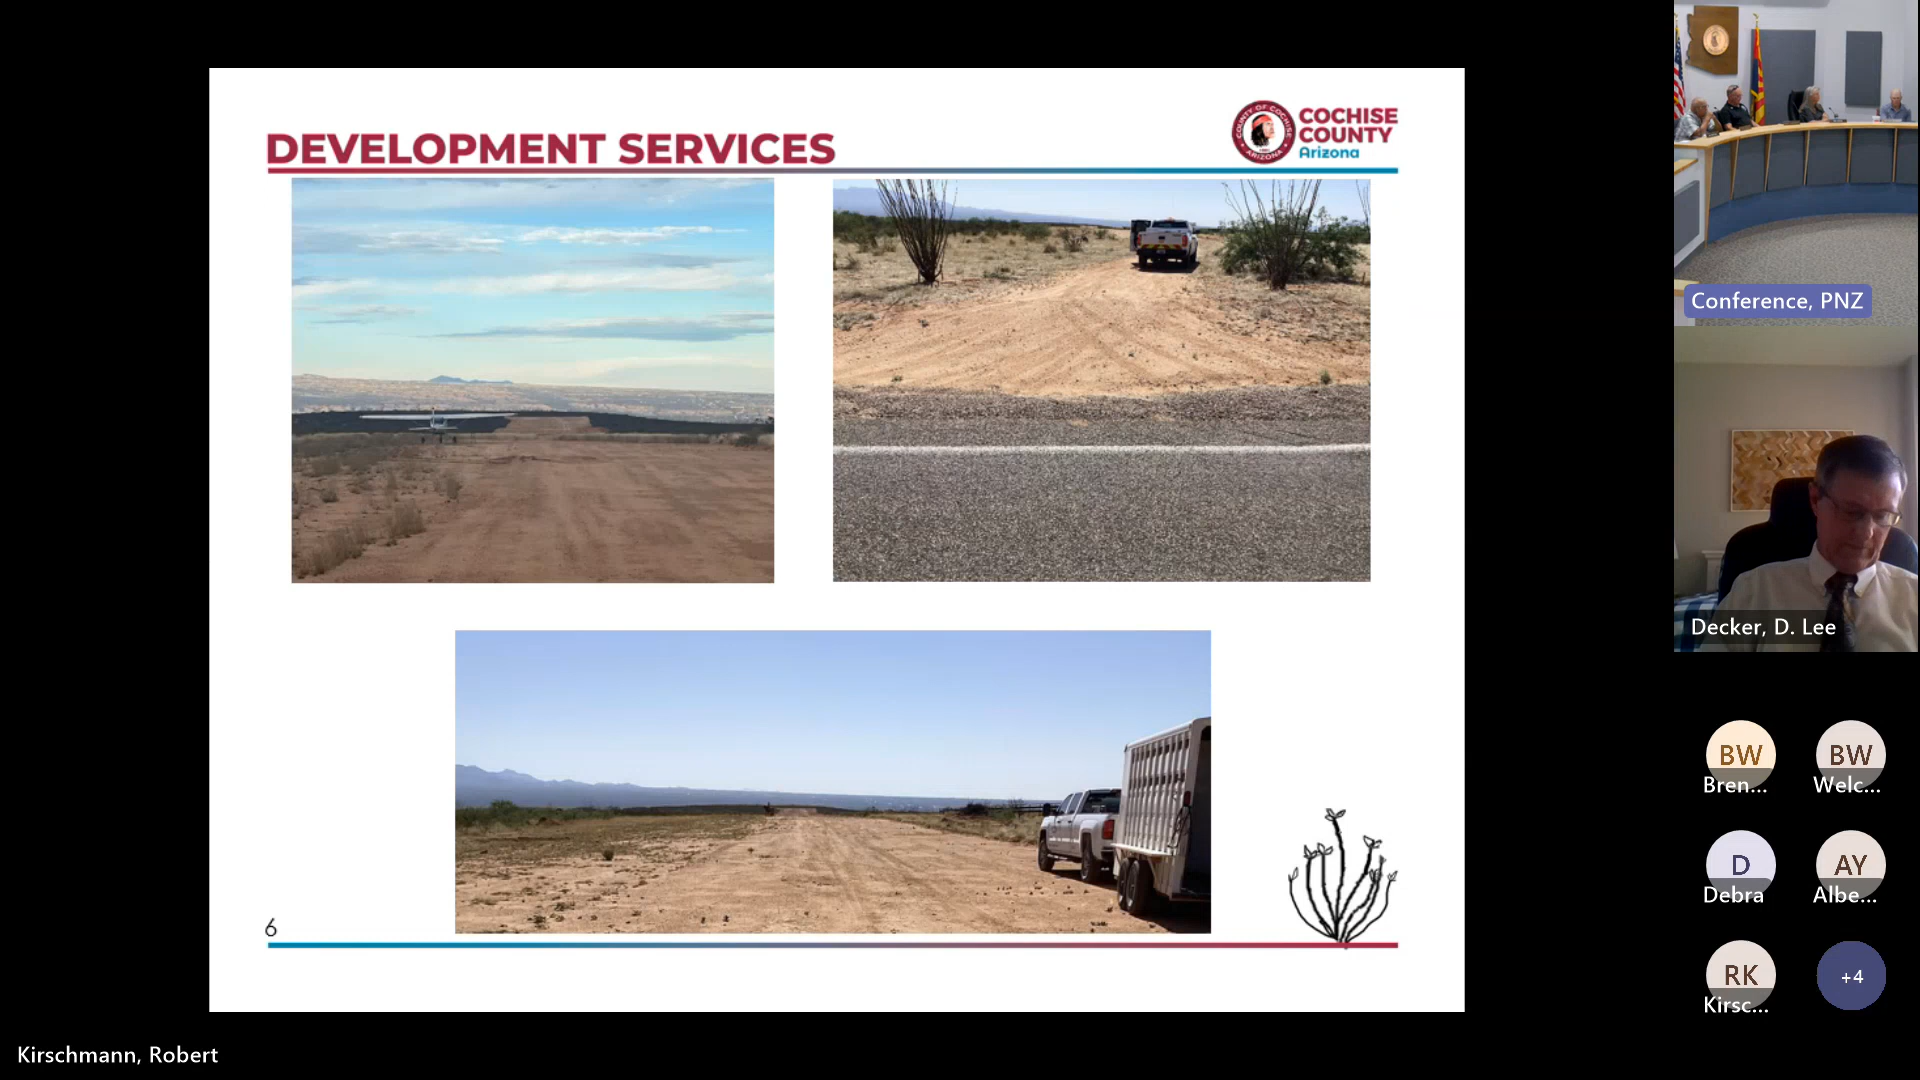 DEVELOPMENT SERVICES
COUNTY OF COCHISE
ARIZONA
COCHISE
COUNTY
Arizona
6
Conference, PNZ
Decker, D. Lee
BW
Bren...
BW
Welc...
D
Debra
AY
Albe...
RK
Kirsc...
+4
Kirschmann, Robert